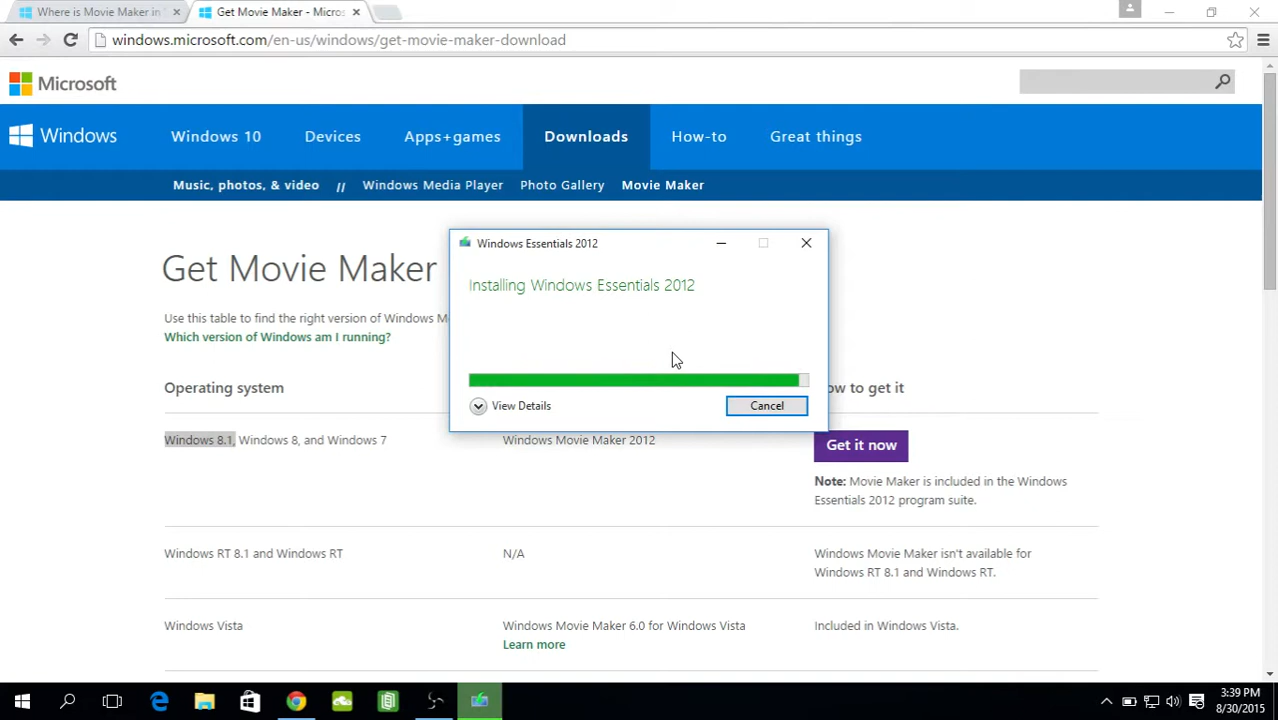 Where is Movie Maker in
Get Movie Maker - Micros
windows.microsoft.com/en-us/windows/get-movie-maker-download
Microsoft
Windows
Windows 10
Devices
Apps+games
Downloads
How-to
Great things
Music, photos, & video // Windows Media Player Photo Gallery Movie Maker
Get Movie Maker
Use this table to find the right version of Windows M
Which version of Windows am I running?
Windows Essentials 2012
Installing Windows Essentials 2012
View Details
Cancel
Operating system
ow to get it
Windows 8.1, Windows 8, and Windows 7
Windows Movie Maker 2012
Get it now
Note: Movie Maker is included in the Windows
Essentials 2012 program suite.
Windows RT 8.1 and Windows RT
N/A
Windows Movie Maker isn't available for
Windows RT 8.1 and Windows RT.
Windows Vista
Windows Movie Maker 6.0 for Windows Vista
Learn more
Included in Windows Vista.
3:39 PM
8/30/2015